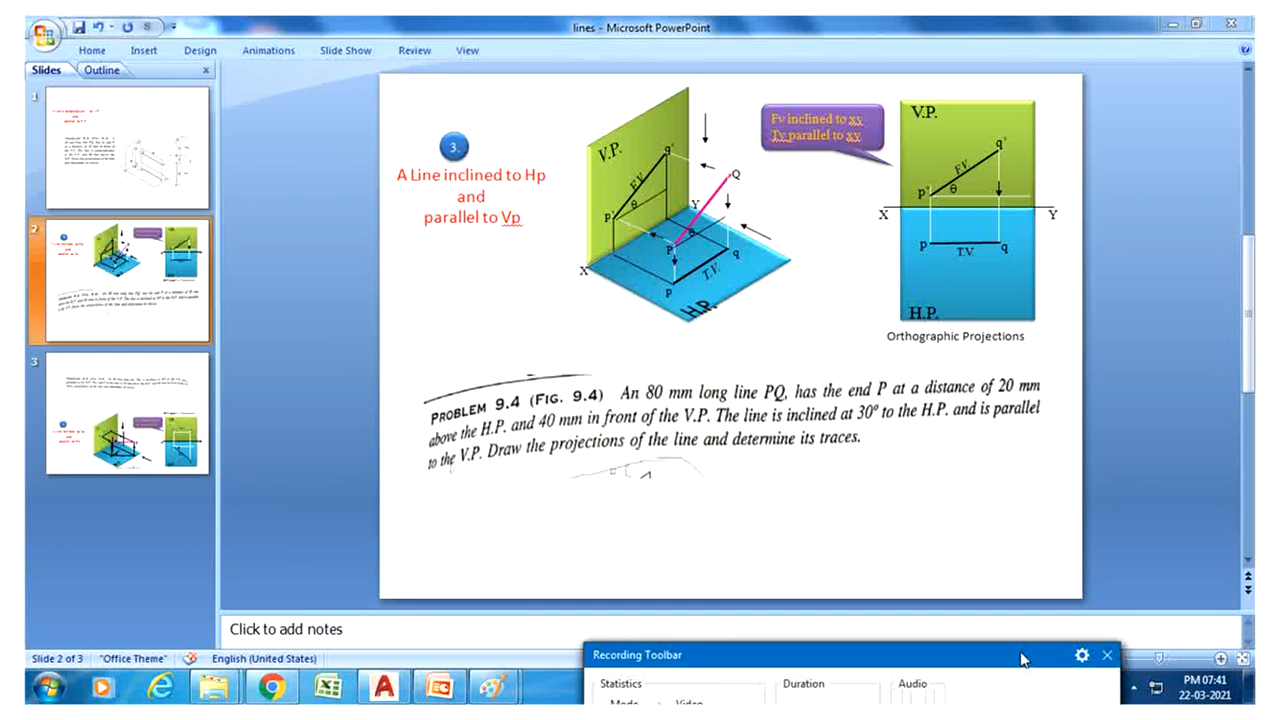 lines - Microsoft PowerPoint
Home Insert Design Animations Slide Show Review View
Slides Outline x
1
2
3
3.
A Line inclined to Hp
and
parallel to Vp
V.P.
q'
F.V.
θ
p'
Y
Q
θ
P
q
T.V.
X
p
H.P.
Fv inclined to xy
Tv parallel to xy
V.P.
q'
F.V.
p'
θ
X Y
p q
T.V.
H.P.
Orthographic Projections
PROBLEM 9.4 (FIG. 9.4) An 80 mm long line PQ, has the end P at a distance of 20 mm
above the H.P. and 40 mm in front of the V.P. The line is inclined at 30° to the H.P. and is parallel
to the V.P. Draw the projections of the line and determine its traces.
Click to add notes
Slide 2 of 3 "Office Theme" English (United States)
Recording Toolbar
Statistics Duration Audio
Mode Video
PM 07:41
22-03-2021